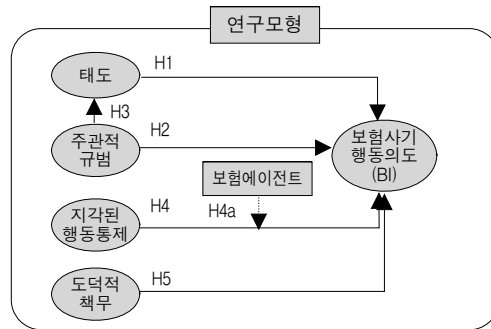 연구모형
태도
H1
H3
주관적
규범
H2
보험사기
행동의도
(BI)
보험에이전트
지각된
행동통제
H4
H4a
도덕적
책무
H5